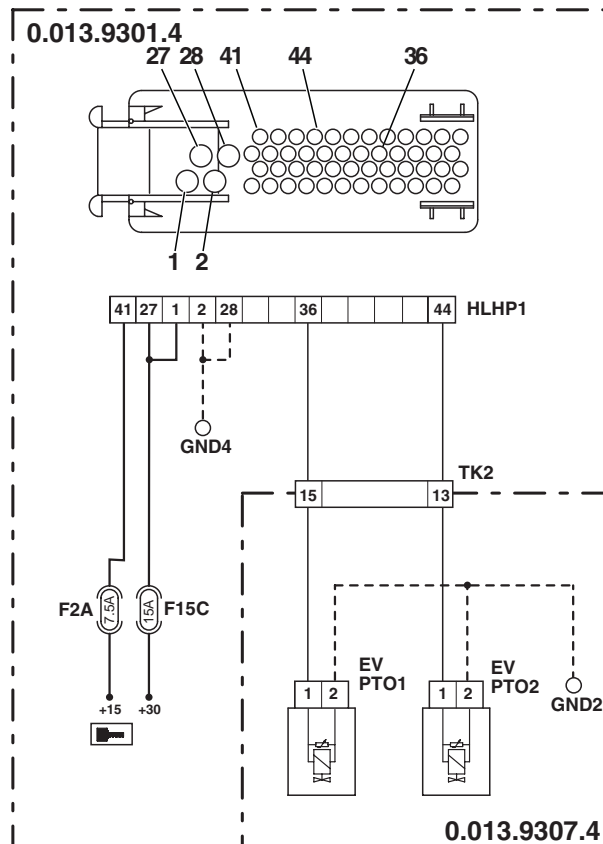 0.013.9301.4
27 28 41 44 36
1 2
41 27 1 2 28 36 44 HLHP1
GND4
TK2
15 13
F2A 7.5A 15A F15C
EV PTO1
EV PTO2
1 2 1 2
GND2
+15 +30
0.013.9307.4